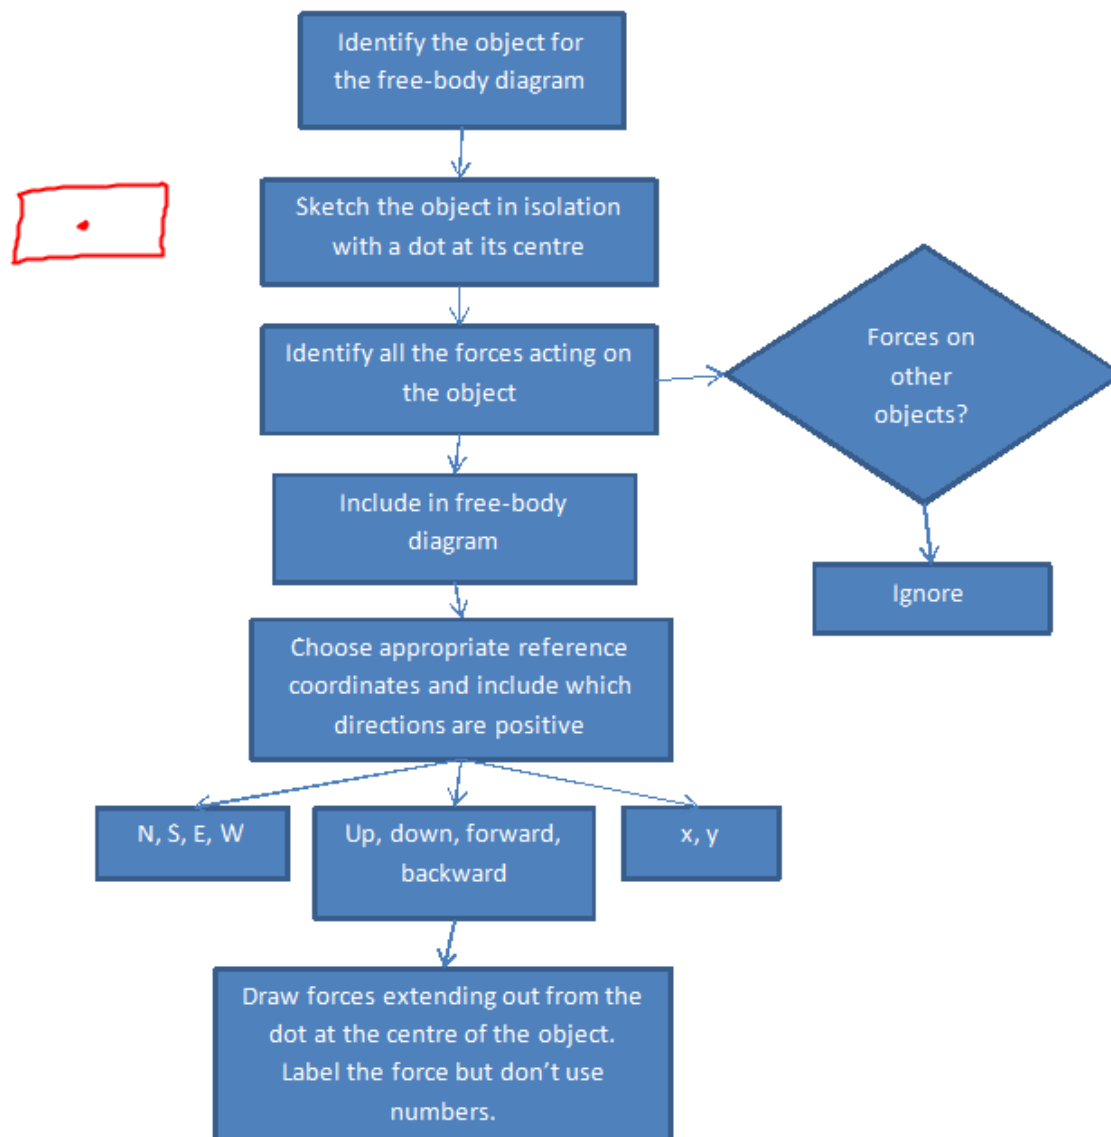 Identify the object for
the free-body diagram
Sketch the object in isolation
with a dot at its centre
Identify all the forces acting on
the object
Forces on
other
objects?
Include in free-body
diagram
Ignore
Choose appropriate reference
coordinates and include which
directions are positive
N, S, E, W
Up, down, forward,
backward
x, y
Draw forces extending out from the
dot at the centre of the object.
Label the force but don’t use
numbers.